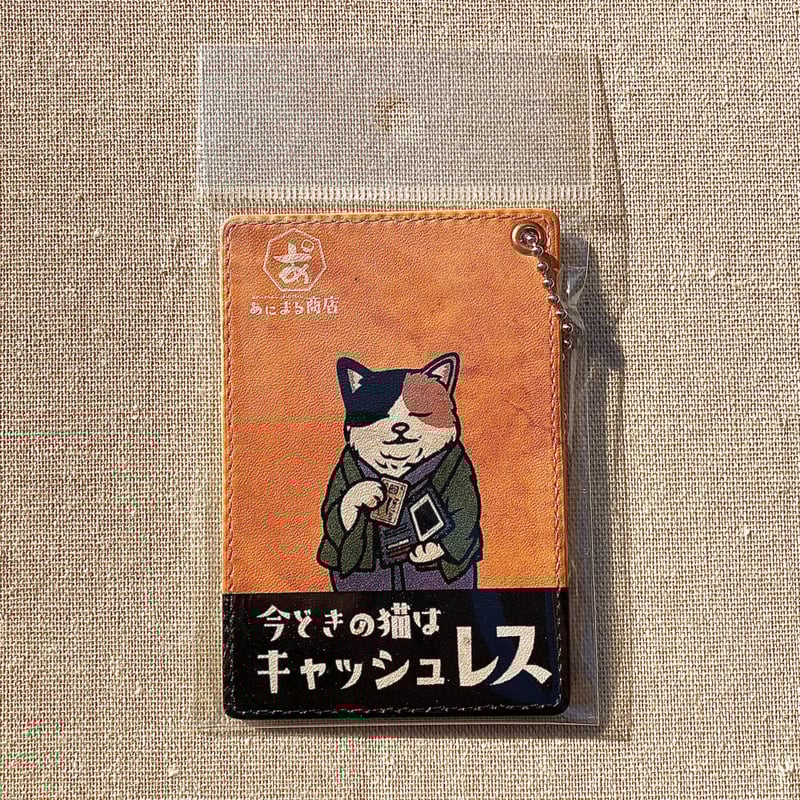 あにまる商店
今どきの猫は
キャッシュレス